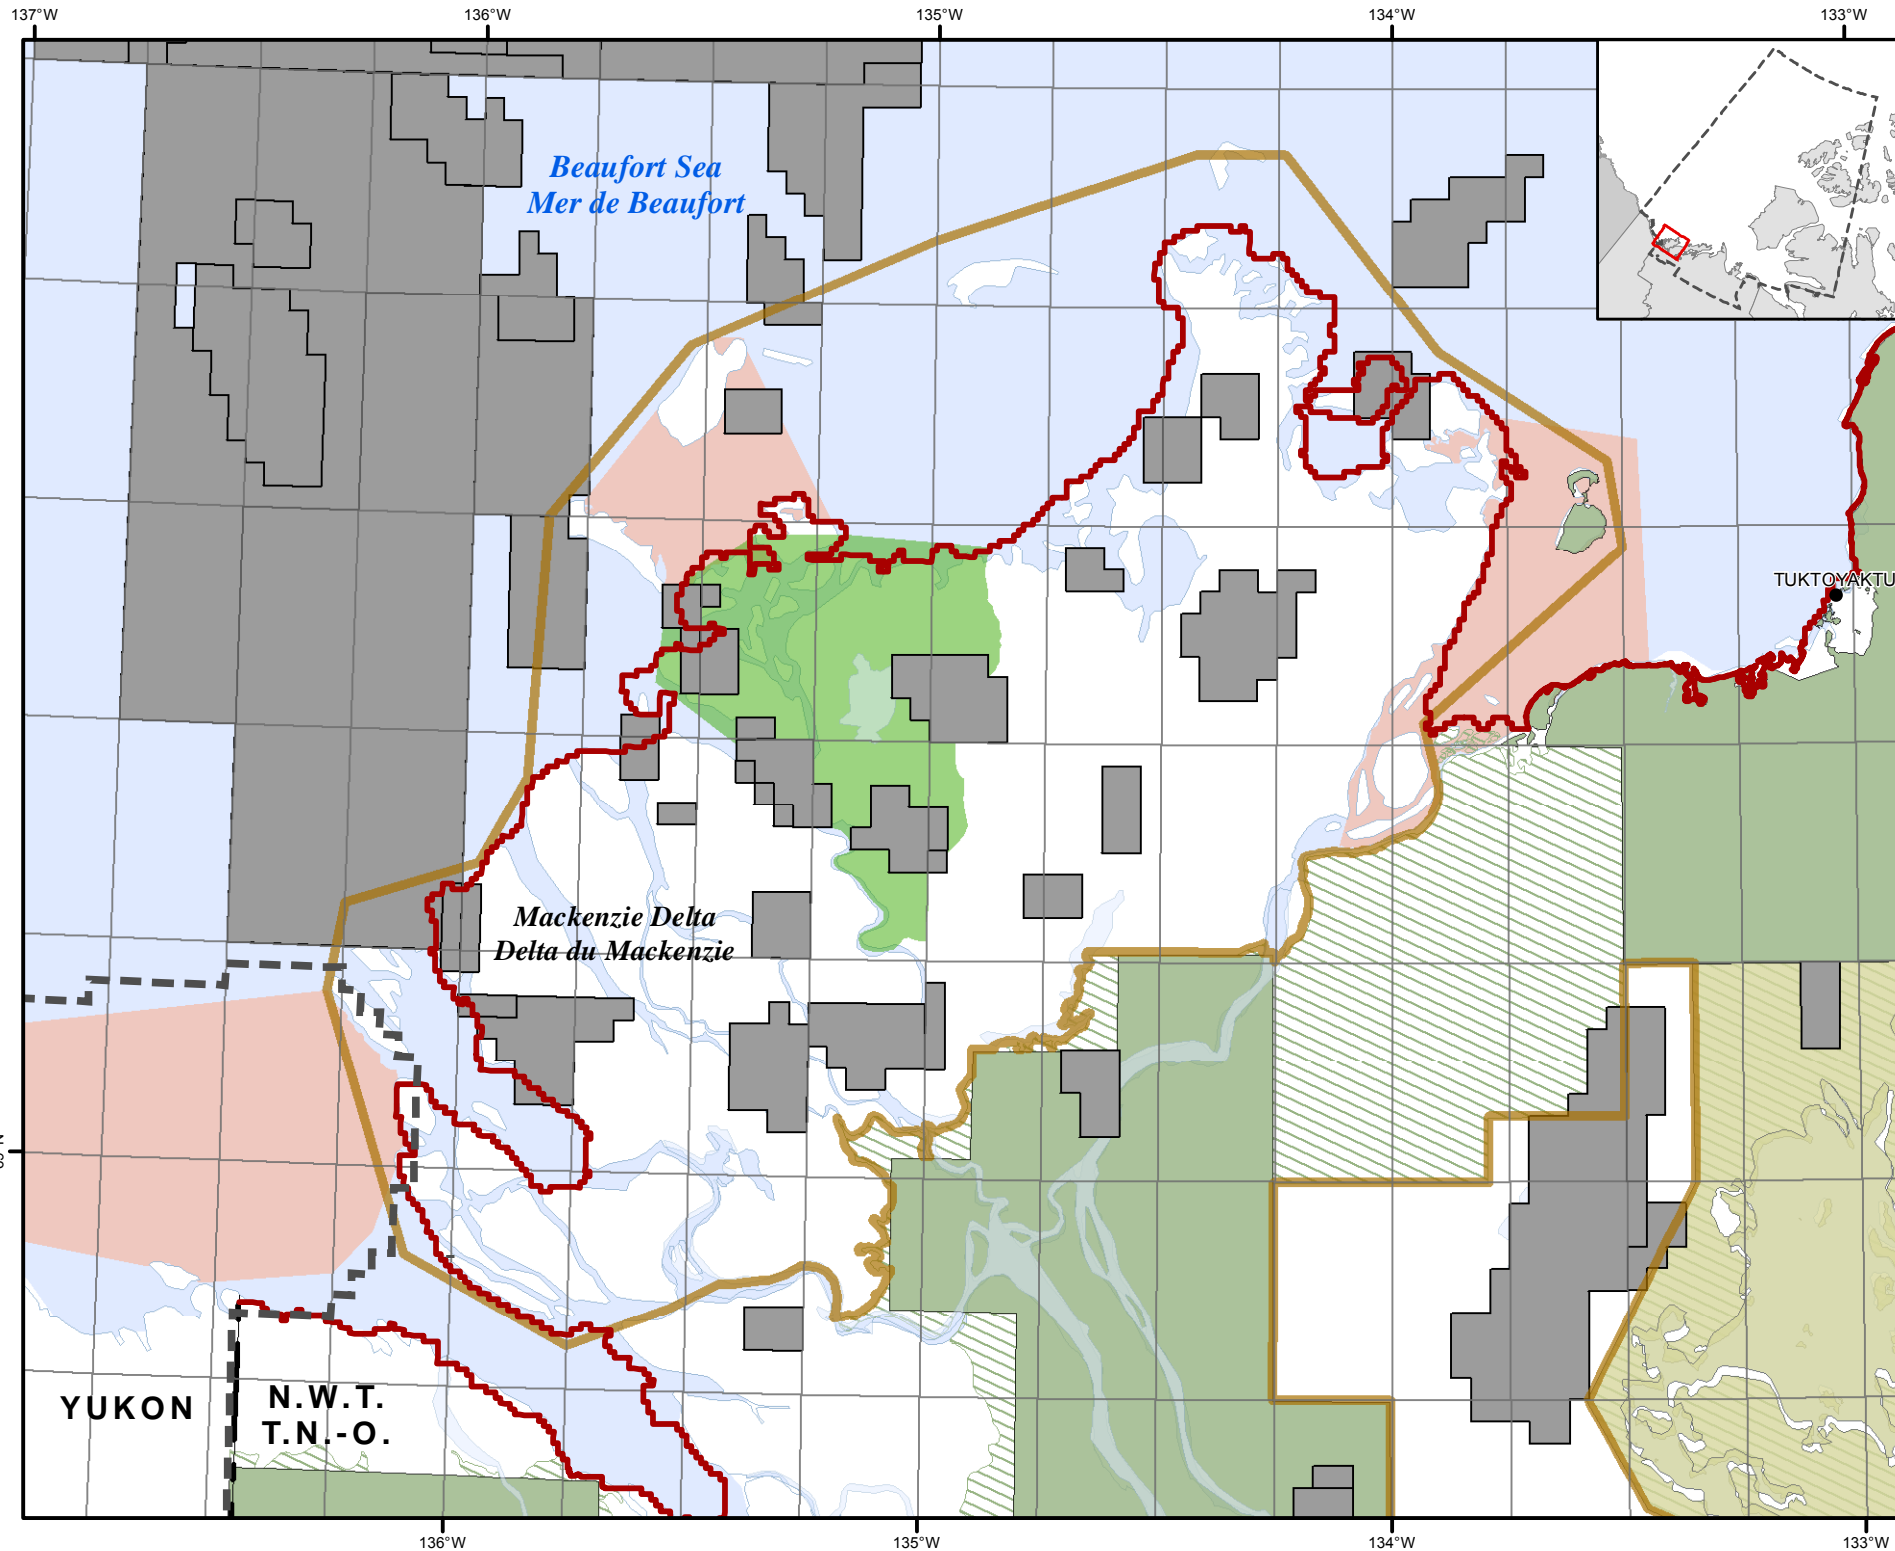 137°W
136°W
135°W
134°W
133°W
Beaufort Sea
Mer de Beaufort
TUKTOYAKTU
Mackenzie Delta
Delta du Mackenzie
YUKON
N.W.T.
T.N.-O.
136°W
135°W
134°W
133°W